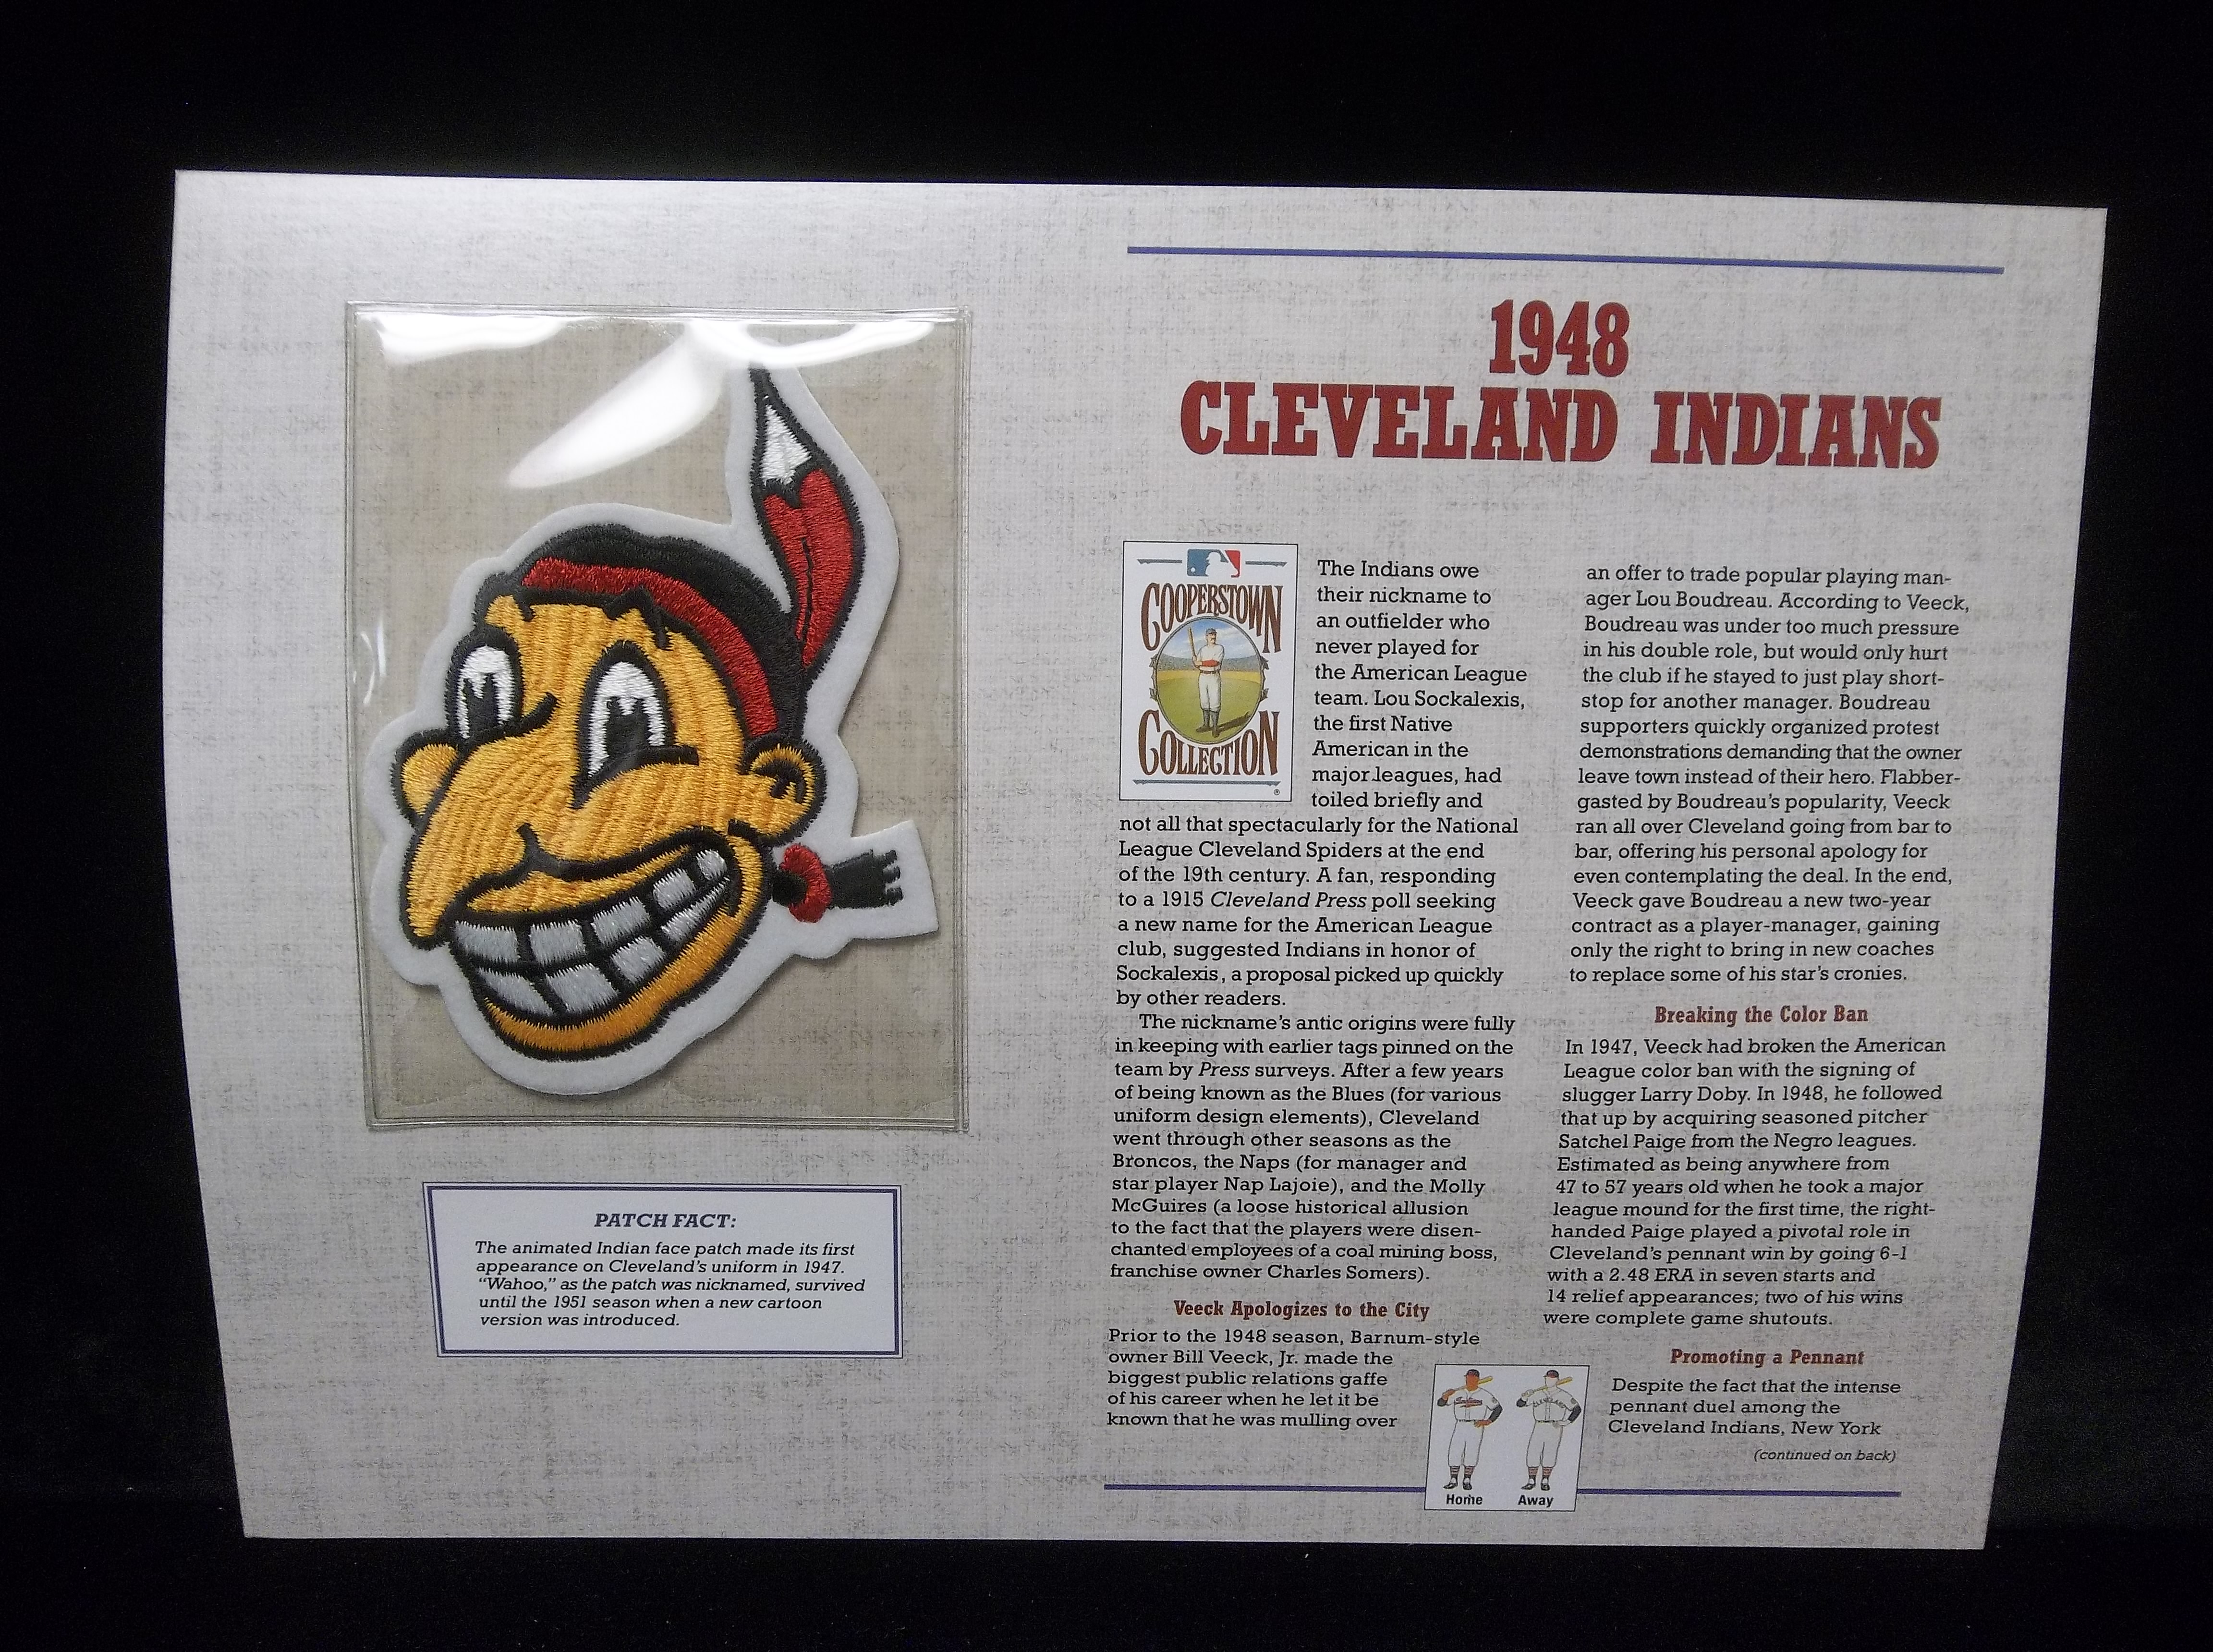 1948
CLEVELAND INDIANS
COOPERSTOWN
COLLECTION
®
The Indians owe
their nickname to
an outfielder who
never played for
the American League
team. Lou Sockalexis,
the first Native
American in the
major leagues, had
toiled briefly and
not all that spectacularly for the National
League Cleveland Spiders at the end
of the 19th century. A fan, responding
to a 1915 Cleveland Press poll seeking
a new name for the American League
club, suggested Indians in honor of
Sockalexis, a proposal picked up quickly
by other readers.
The nickname's antic origins were fully
in keeping with earlier tags pinned on the
team by Press surveys. After a few years
of being known as the Blues (for various
uniform design elements), Cleveland
went through other seasons as the
Broncos, the Naps (for manager and
star player Nap Lajoie), and the Molly
McGuires (a loose historical allusion
to the fact that the players were disen-
chanted employees of a coal mining boss,
franchise owner Charles Somers).
Veeck Apologizes to the City
Prior to the 1948 season, Barnum-style
owner Bill Veeck, Jr. made the
biggest public relations gaffe
of his career when he let it be
known that he was mulling over
an offer to trade popular playing man-
ager Lou Boudreau. According to Veeck,
Boudreau was under too much pressure
in his double role, but would only hurt
the club if he stayed to just play short-
stop for another manager. Boudreau
supporters quickly organized protest
demonstrations demanding that the owner
leave town instead of their hero. Flabber-
gasted by Boudreau's popularity, Veeck
ran all over Cleveland going from bar to
bar, offering his personal apology for
even contemplating the deal. In the end,
Veeck gave Boudreau a new two-year
contract as a player-manager, gaining
only the right to bring in new coaches
to replace some of his star's cronies.
Breaking the Color Ban
In 1947, Veeck had broken the American
League color ban with the signing of
slugger Larry Doby. In 1948, he followed
that up by acquiring seasoned pitcher
Satchel Paige from the Negro leagues.
Estimated as being anywhere from
47 to 57 years old when he took a major
league mound for the first time, the right-
handed Paige played a pivotal role in
Cleveland's pennant win by going 6-1
with a 2.48 ERA in seven starts and
14 relief appearances; two of his wins
were complete game shutouts.
Promoting a Pennant
Despite the fact that the intense
pennant duel among the
Cleveland Indians, New York
(continued on back)
Home Away
PATCH FACT:
The animated Indian face patch made its first
appearance on Cleveland's uniform in 1947.
"Wahoo," as the patch was nicknamed, survived
until the 1951 season when a new cartoon
version was introduced.